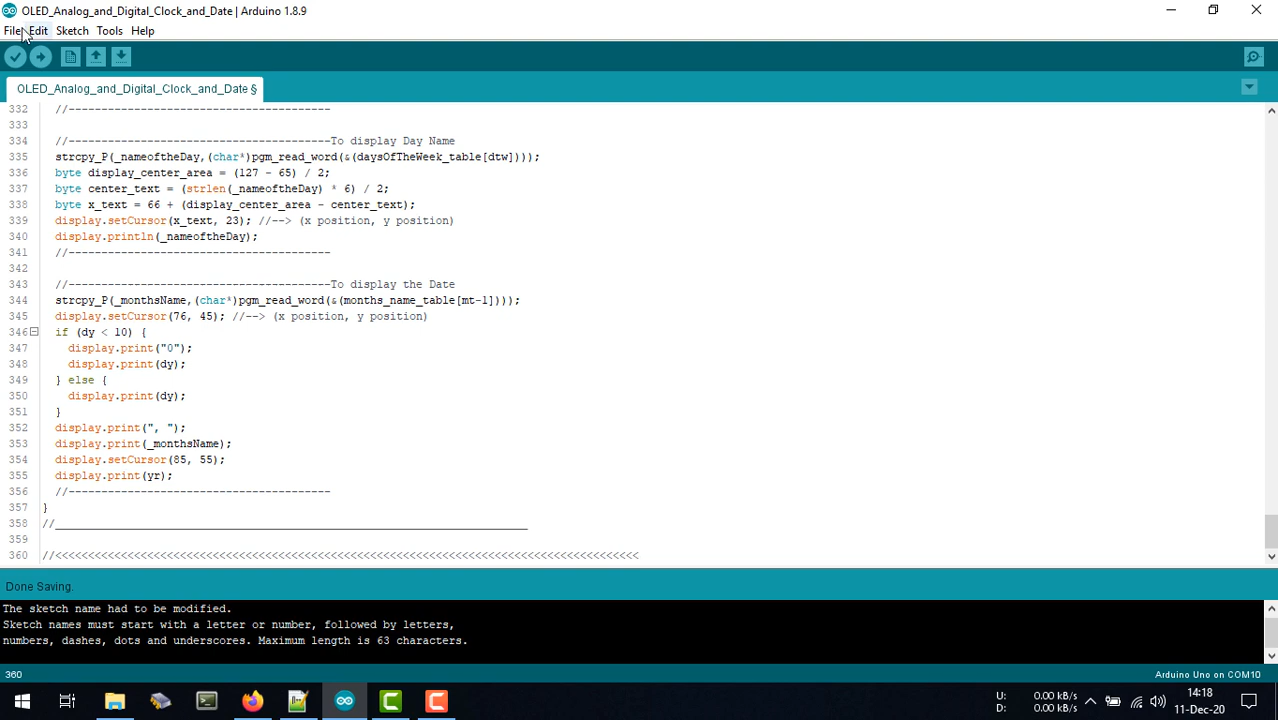 OLED_Analog_and_Digital_Clock_and_Date | Arduino 1.8.9
File Edit Sketch Tools Help
OLED_Analog_and_Digital_Clock_and_Date §
332 //----------------------------------------
333
334 //----------------------------------------To display Day Name
335 strcpy_P(_nameoftheDay,(char*)pgm_read_word(&(daysOfTheWeek_table[dtw])));
336 byte display_center_area = (127 - 65) / 2;
337 byte center_text = (strlen(_nameoftheDay) * 6) / 2;
338 byte x_text = 66 + (display_center_area - center_text);
339 display.setCursor(x_text, 23); //--> (x position, y position)
340 display.println(_nameoftheDay);
341 //----------------------------------------
342
343 //----------------------------------------To display the Date
344 strcpy_P(_monthsName,(char*)pgm_read_word(&(months_name_table[mt-1])));
345 display.setCursor(76, 45); //--> (x position, y position)
346 if (dy < 10) {
347 display.print("0");
348 display.print(dy);
349 } else {
350 display.print(dy);
351 }
352 display.print(", ");
353 display.print(_monthsName);
354 display.setCursor(85, 55);
355 display.print(yr);
356 //----------------------------------------
357 }
358 //________________________________________________________________________
359
360 //<<<<<<<<<<<<<<<<<<<<<<<<<<<<<<<<<<<<<<<<<<<<<<<<<<<<<<<<<<<<<<<<<<<<<<<<<<<<<<<<<<<<<<<<<
Done Saving.
The sketch name had to be modified.
Sketch names must start with a letter or number, followed by letters,
numbers, dashes, dots and underscores. Maximum length is 63 characters.
360 Arduino Uno on COM10
U: 0.00 kB/s 14:18
D: 0.00 kB/s 11-Dec-20